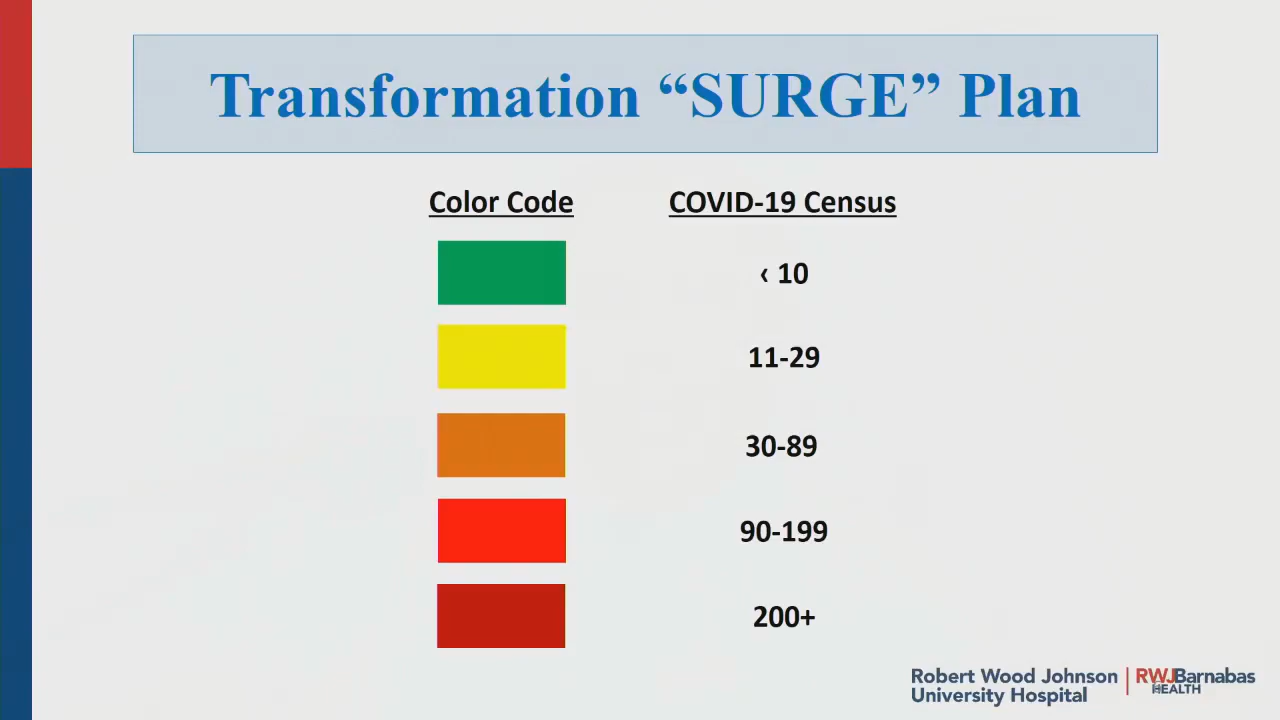 Transformation “SURGE” Plan
Color Code COVID-19 Census
< 10
11-29
30-89
90-199
200+
Robert Wood Johnson
University Hospital
RWJBarnabas
HEALTH